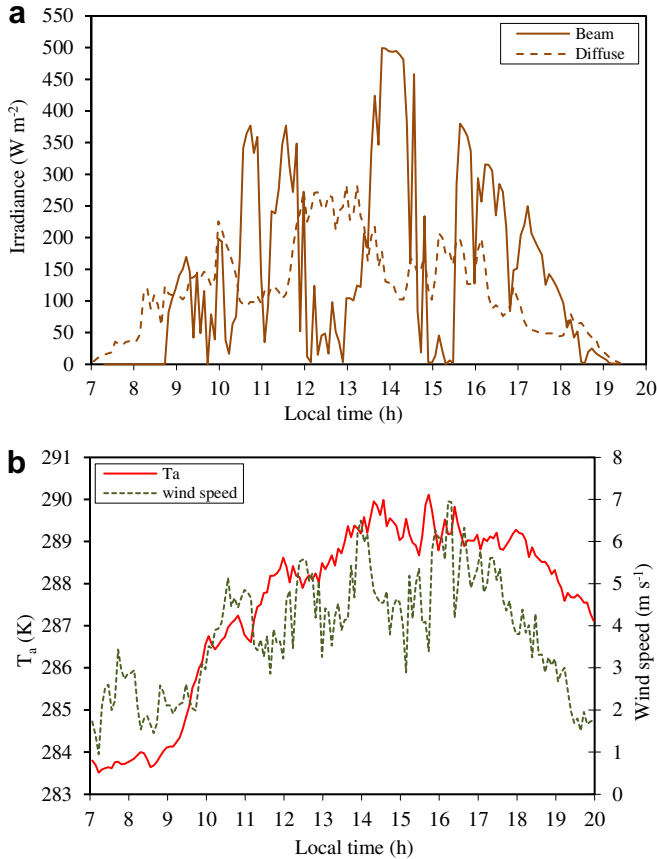 a
550
500
450
400
350
300
250
200
150
100
50
0
Irradiance (W m-2)
Beam
Diffuse
7 8 9 10 11 12 13 14 15 16 17 18 19 20
Local time (h)
b
291
290
289
288
287
286
285
284
283
Ta (K)
Ta
wind speed
8
7
6
5
4
3
2
1
0
Wind speed (m s-1)
7 8 9 10 11 12 13 14 15 16 17 18 19 20
Local time (h)